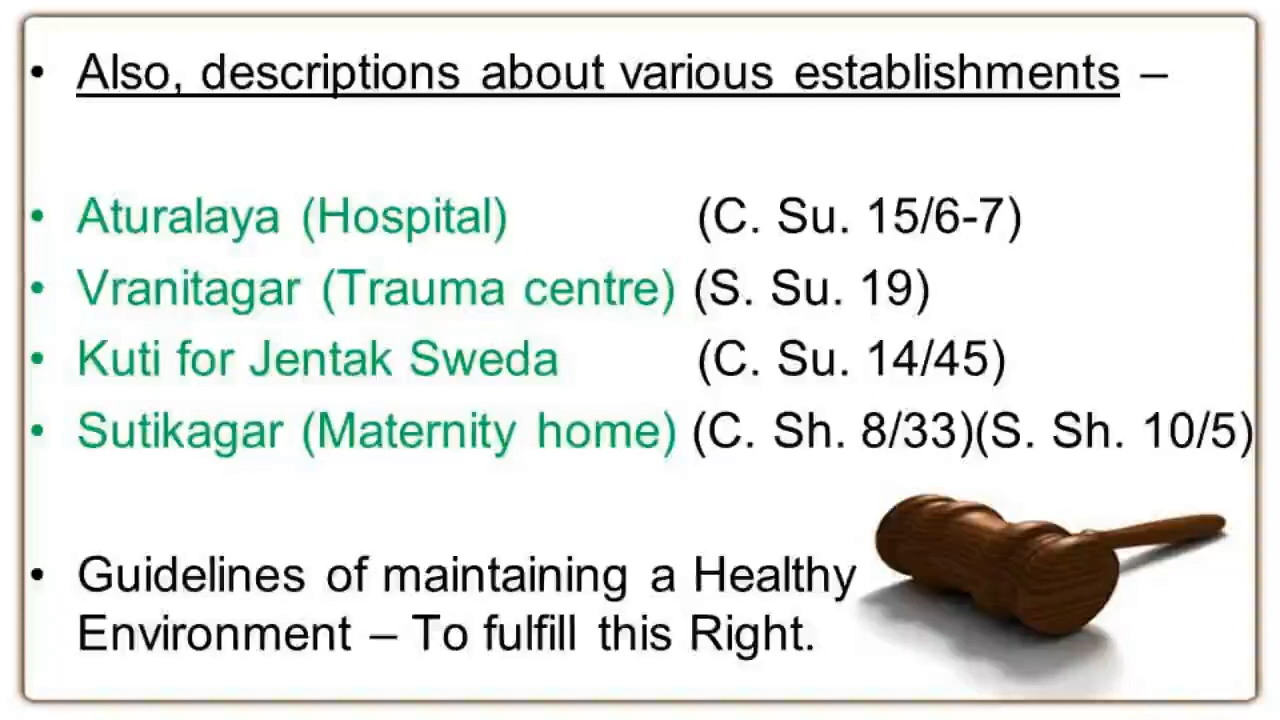 • Also, descriptions about various establishments –
• Aturalaya (Hospital) (C. Su. 15/6-7)
• Vranitagar (Trauma centre) (S. Su. 19)
• Kuti for Jentak Sweda (C. Su. 14/45)
• Sutikagar (Maternity home) (C. Sh. 8/33)(S. Sh. 10/5)
• Guidelines of maintaining a Healthy
Environment – To fulfill this Right.